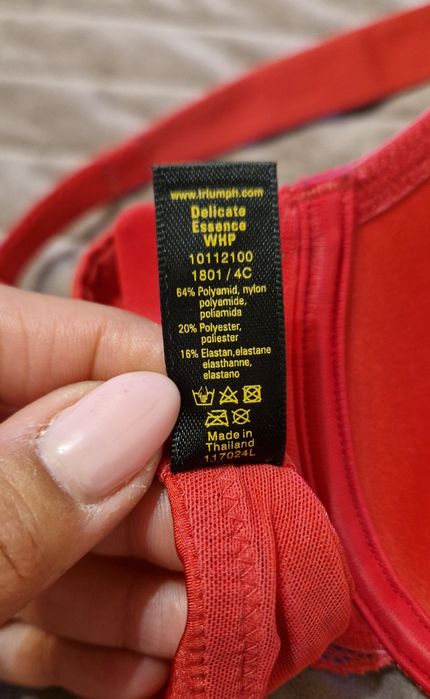 www.triumph.com
Delicate
Essence
WHP
10112100
1801 / 4C
64% Polyamid, nylon
polyamide,
poliamida
20% Polyester,
poliester
16% Elastan,elastane
elasthanne,
elastano
Made in
Thailand
117024L